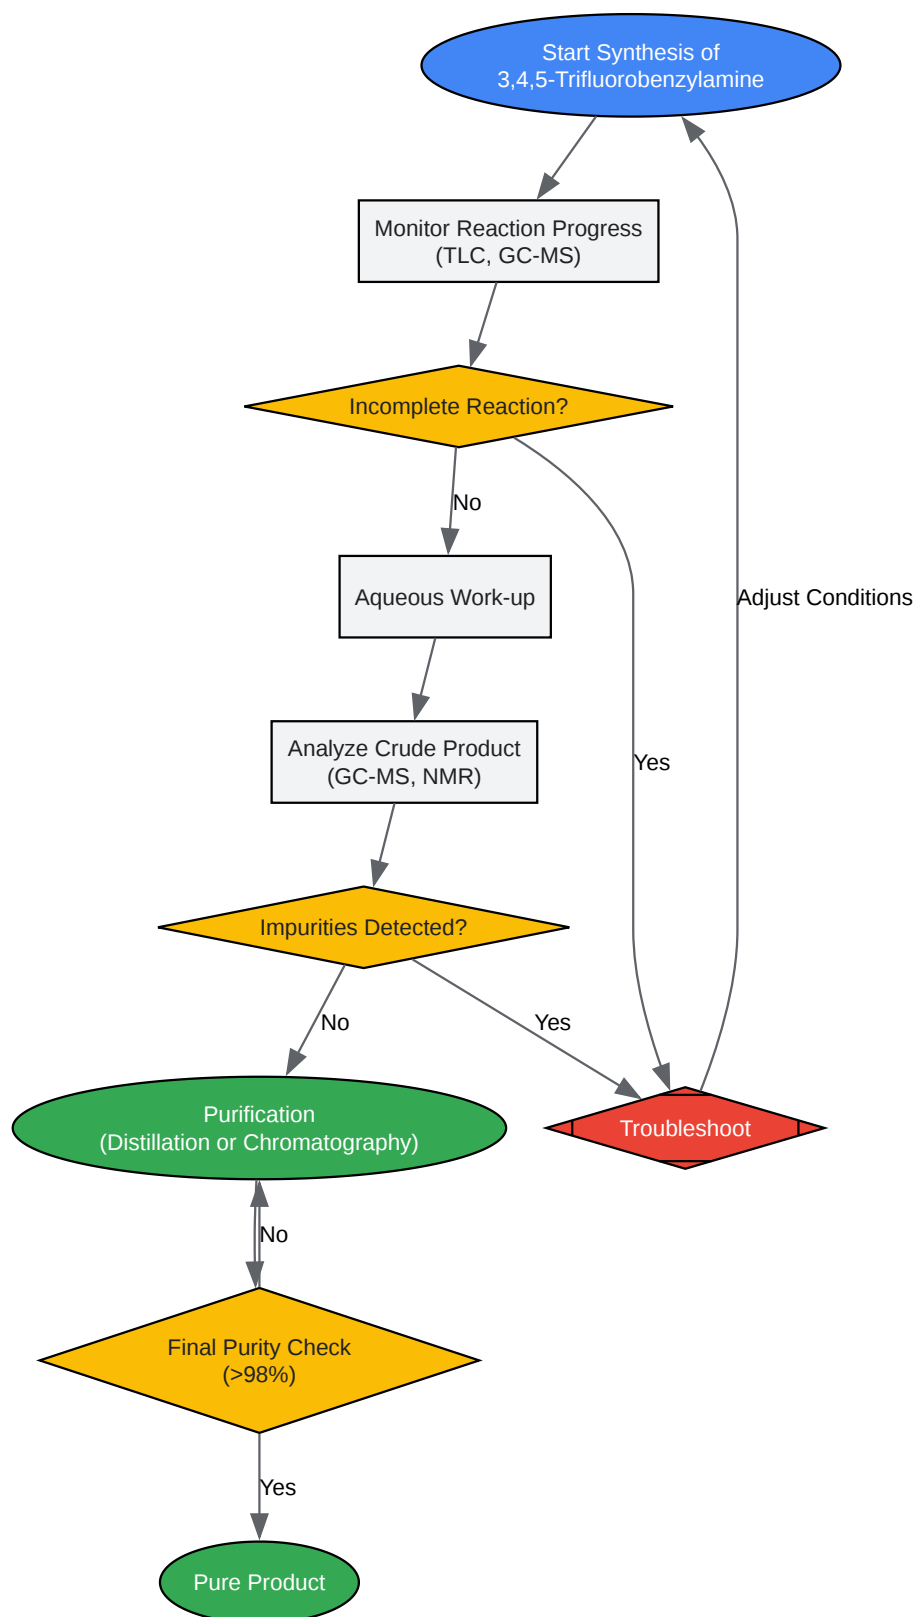 Start Synthesis of
3,4,5-Trifluorobenzylamine
Monitor Reaction Progress
(TLC, GC-MS)
Incomplete Reaction?
No
Aqueous Work-up
Adjust Conditions
Analyze Crude Product
(GC-MS, NMR)
Yes
Impurities Detected?
No
Yes
Purification
(Distillation or Chromatography)
Troubleshoot
No
Final Purity Check
(>98%)
Yes
Pure Product